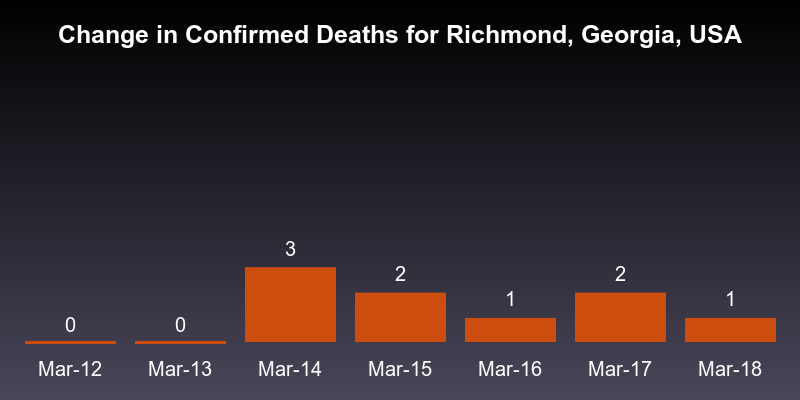 Change in Confirmed Deaths for Richmond, Georgia, USA
0 0 3 2 1 2 1
Mar-12 Mar-13 Mar-14 Mar-15 Mar-16 Mar-17 Mar-18